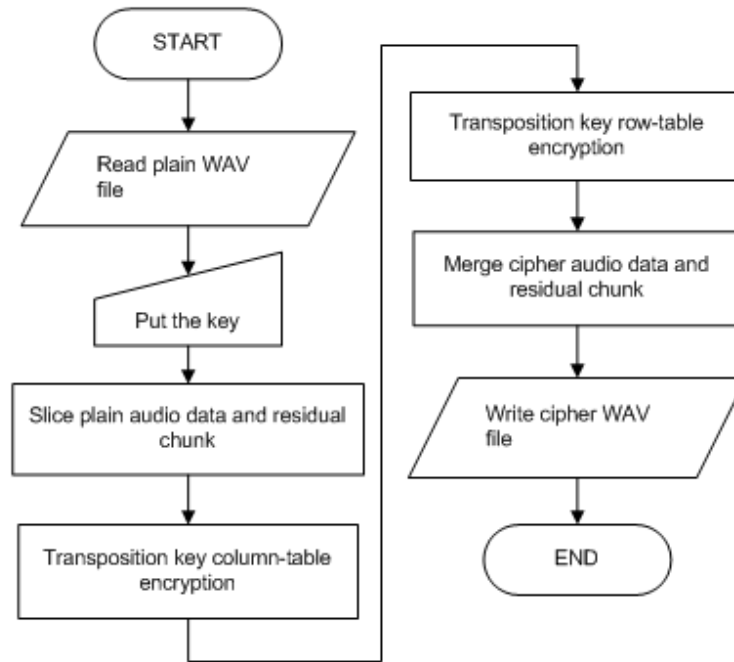 START
Read plain WAV
file
Put the key
Slice plain audio data and residual
chunk
Transposition key column-table
encryption
Transposition key row-table
encryption
Merge cipher audio data and
residual chunk
Write cipher WAV
file
END